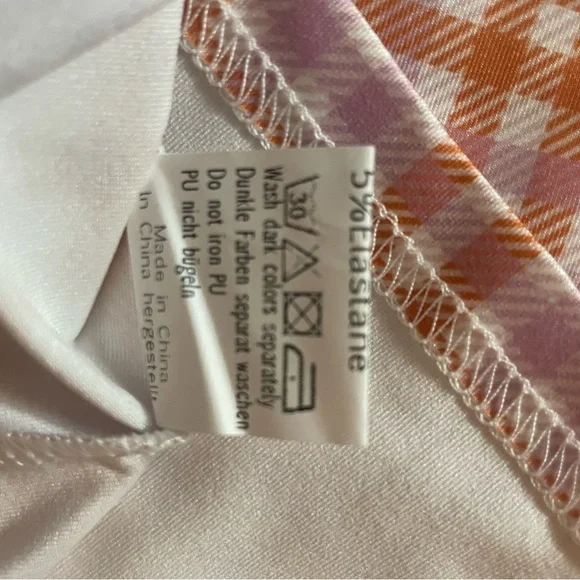 5%Elastane
30
Wash dark colors separately
Dunkle Farben separat waschen
Do not iron PU
PU nicht bügeln
Made in China
In China hergestellt